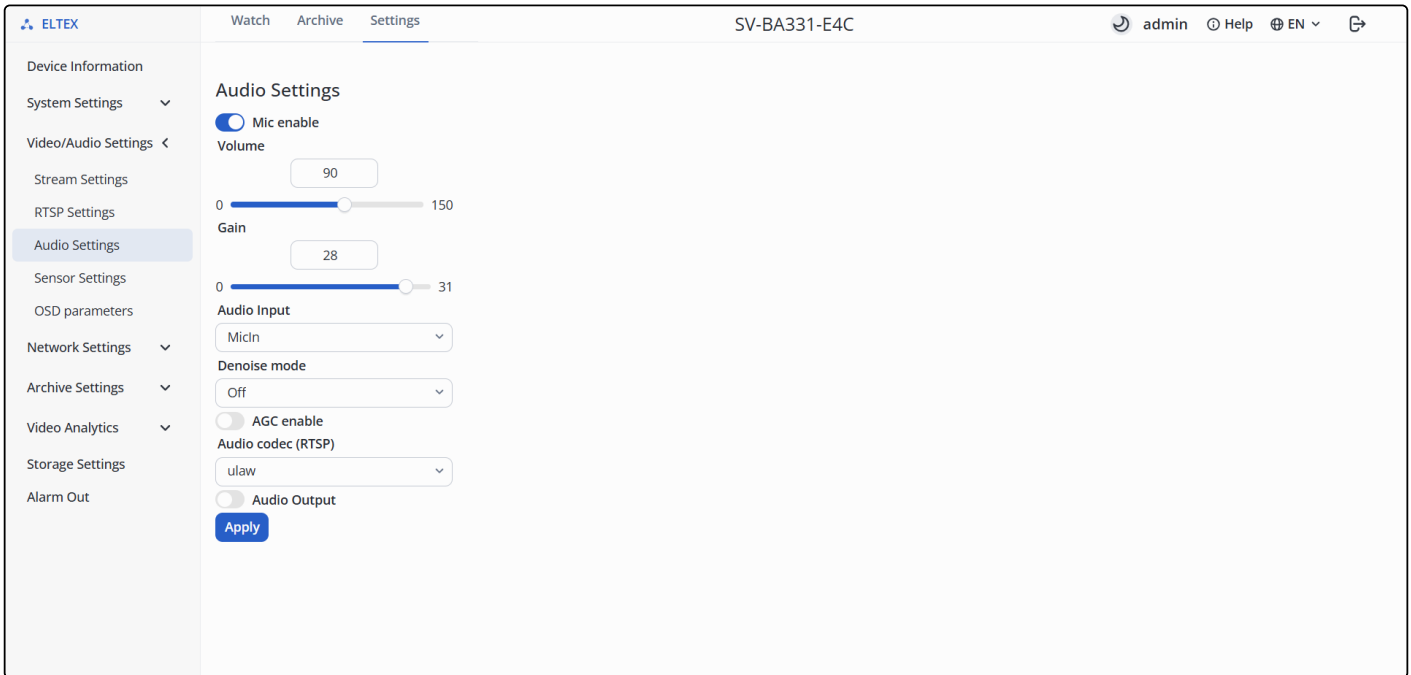 ELTEX
Watch Archive Settings
SV-BA331-E4C
admin Help EN
Device Information
System Settings
Video/Audio Settings
Stream Settings
RTSP Settings
Audio Settings
Sensor Settings
OSD parameters
Network Settings
Archive Settings
Video Analytics
Storage Settings
Alarm Out
Audio Settings
Mic enable
Volume
90
0 150
Gain
28
0 31
Audio Input
MicIn
Denoise mode
Off
AGC enable
Audio codec (RTSP)
ulaw
Audio Output
Apply